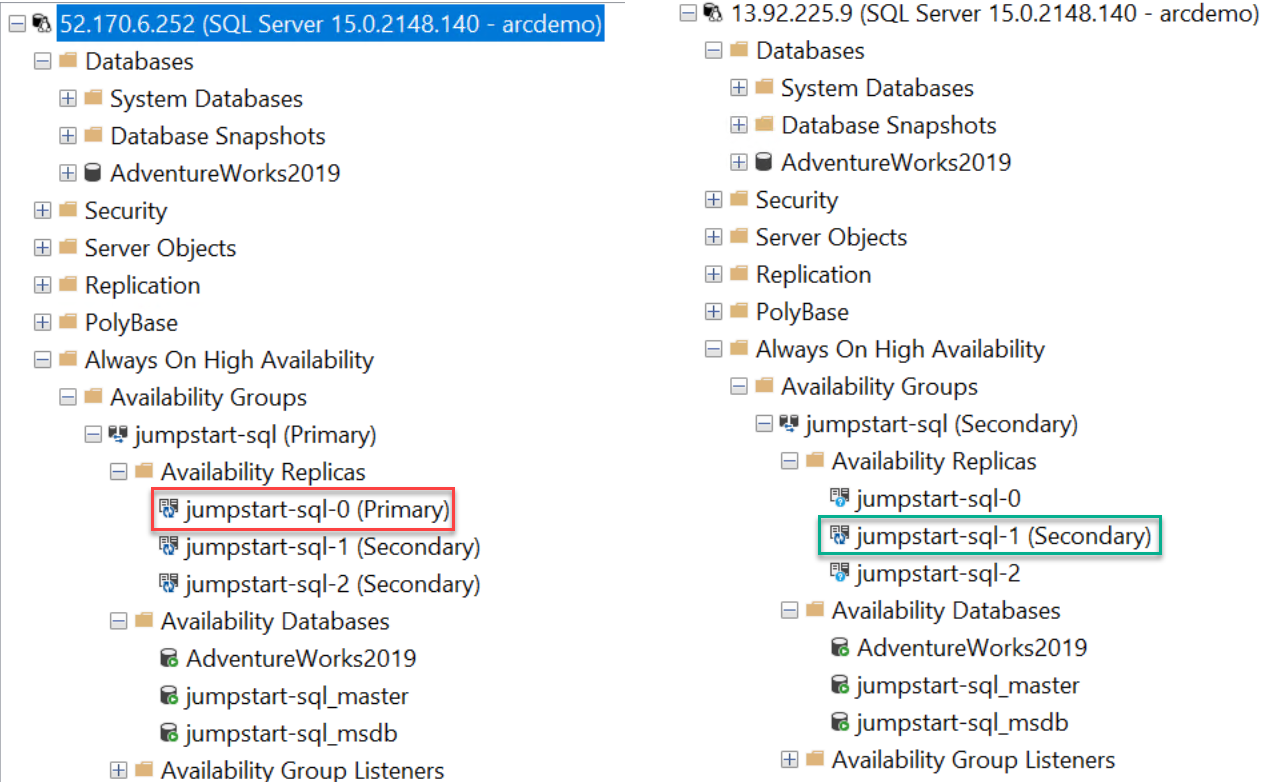 52.170.6.252 (SQL Server 15.0.2148.140 - arcdemo)
Databases
System Databases
Database Snapshots
AdventureWorks2019
Security
Server Objects
Replication
PolyBase
Always On High Availability
Availability Groups
jumpstart-sql (Primary)
Availability Replicas
jumpstart-sql-0 (Primary)
jumpstart-sql-1 (Secondary)
jumpstart-sql-2 (Secondary)
Availability Databases
AdventureWorks2019
jumpstart-sql_master
jumpstart-sql_msdb
Availability Group Listeners
13.92.225.9 (SQL Server 15.0.2148.140 - arcdemo)
Databases
System Databases
Database Snapshots
AdventureWorks2019
Security
Server Objects
Replication
PolyBase
Always On High Availability
Availability Groups
jumpstart-sql (Secondary)
Availability Replicas
jumpstart-sql-0
jumpstart-sql-1 (Secondary)
jumpstart-sql-2
Availability Databases
AdventureWorks2019
jumpstart-sql_master
jumpstart-sql_msdb
Availability Group Listeners